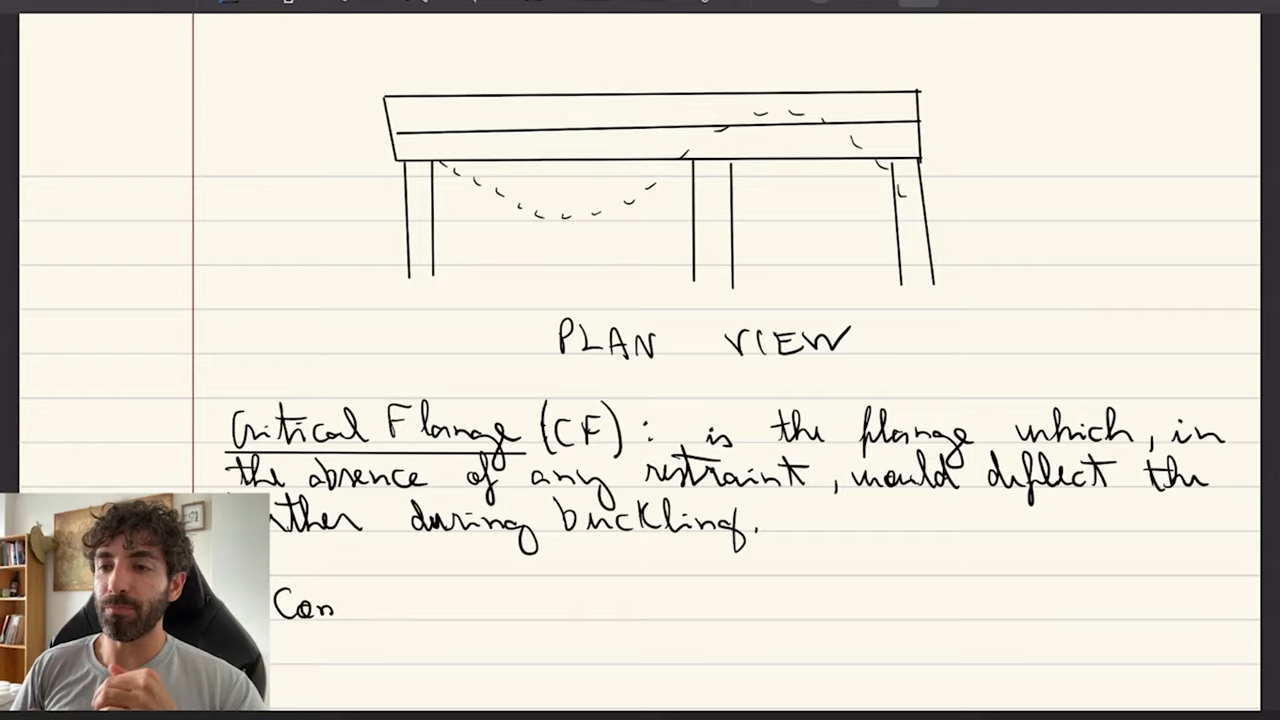 PLAN VIEW
Critical Flange (CF): is the flange which, in
the absence of any restraint, would deflect the
ther during buckling.
Con